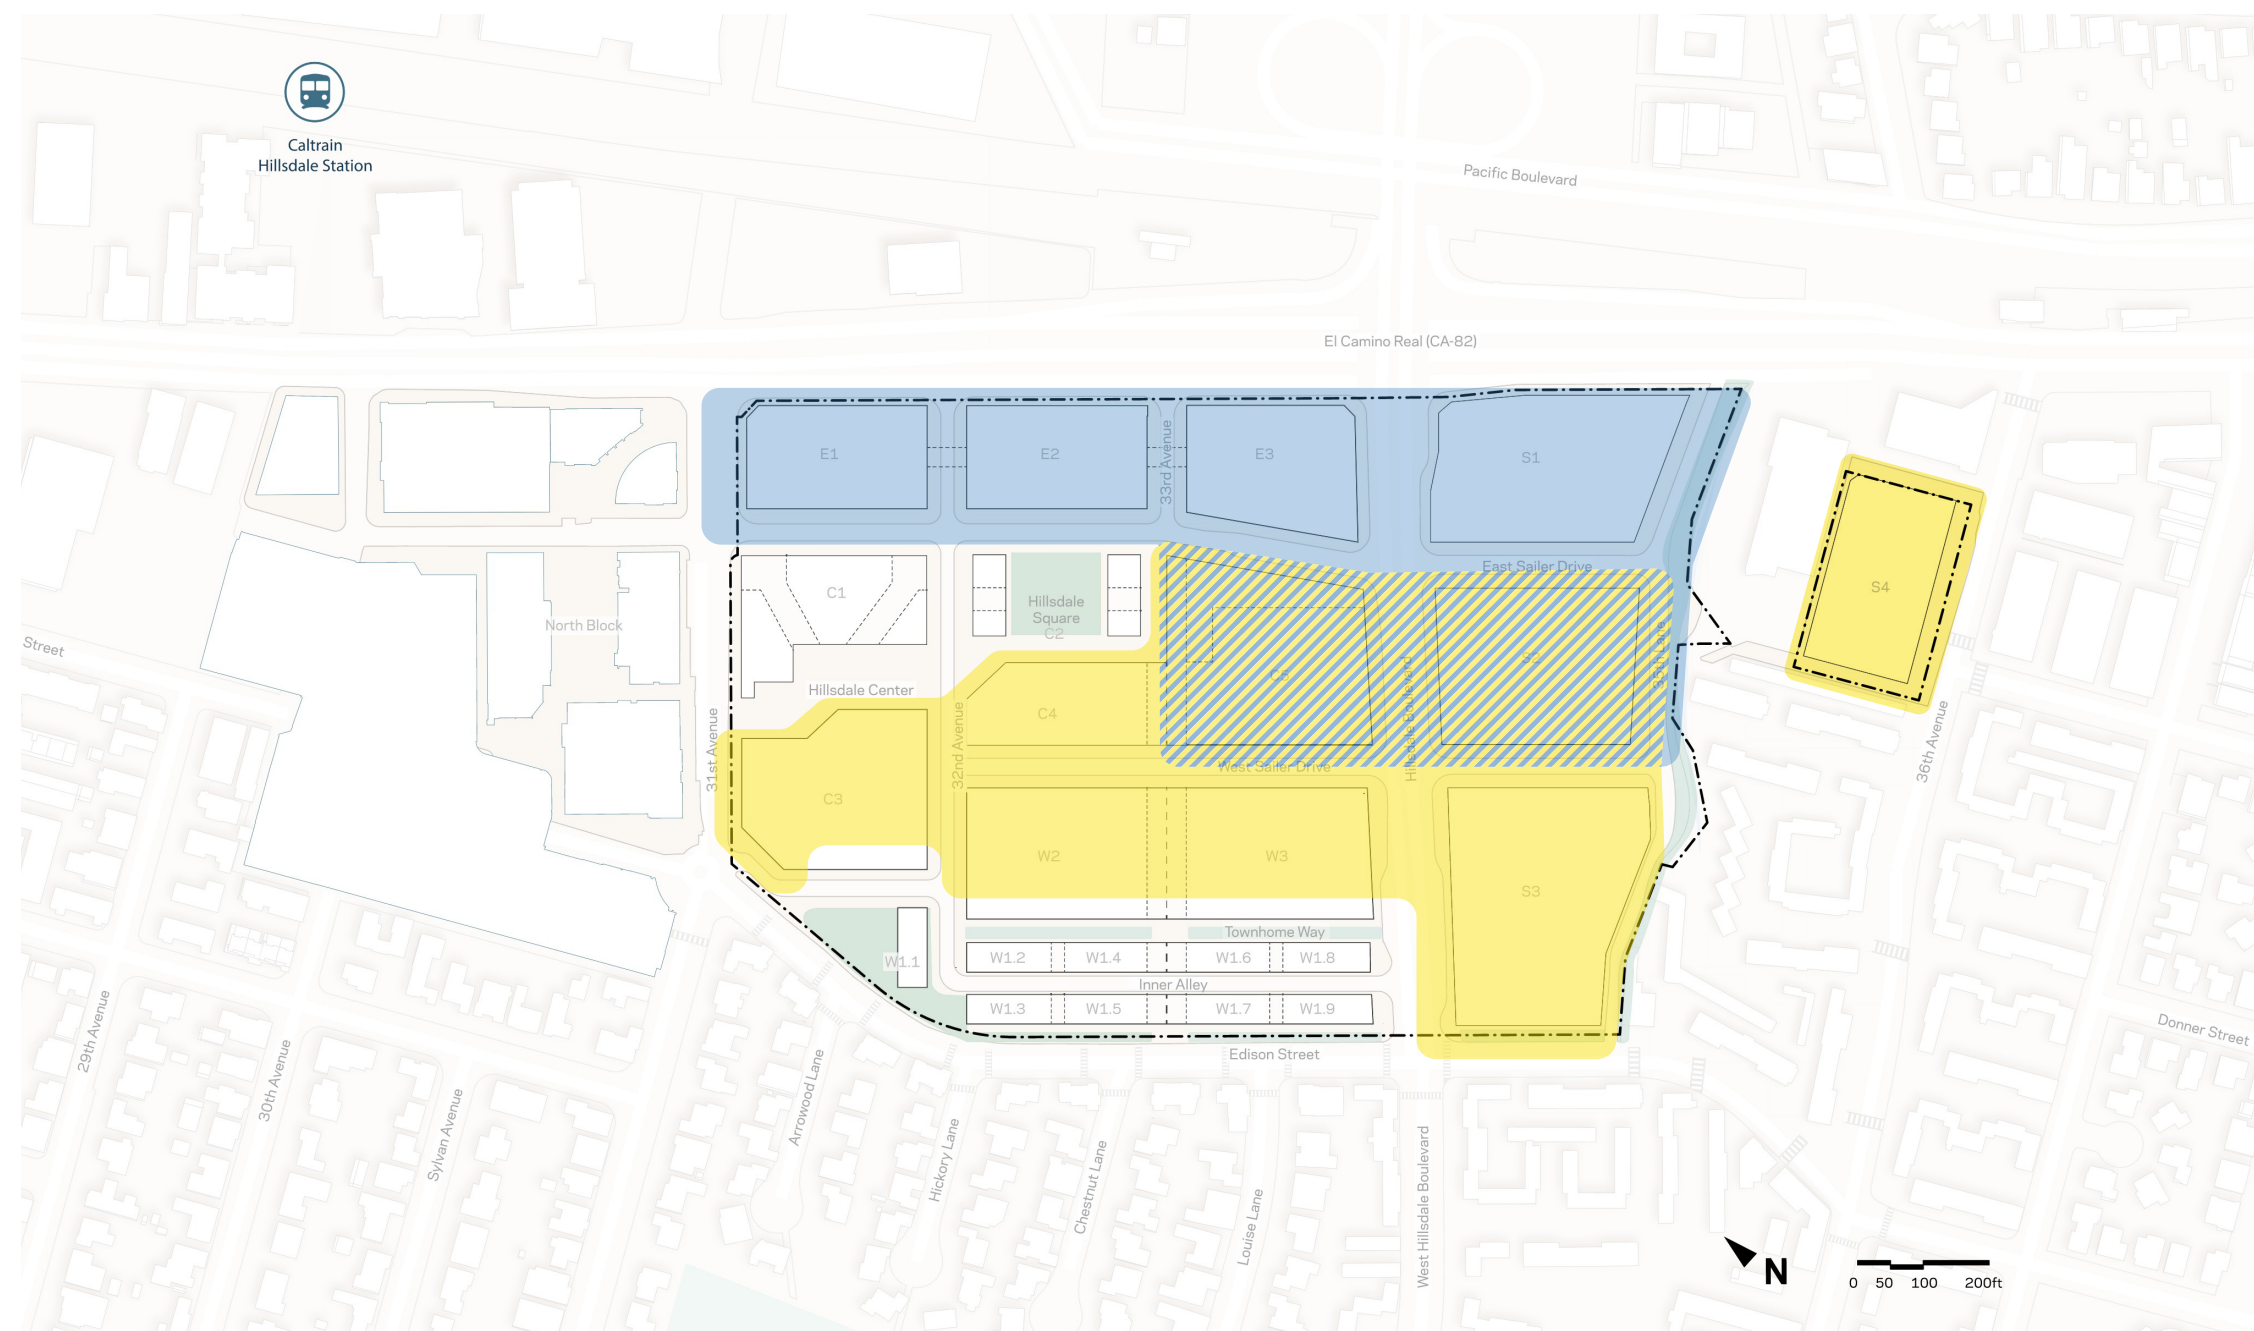 Caltrain
Hillsdale Station
Pacific Boulevard
El Camino Real (CA-82)
E1
E2
33rd Avenue
E3
S1
East Sailer Drive
S4
C1
Hillsdale
Square
C2
North Block
Street
35th Lane
S2
C5
Hillsdale Boulevard
Hillsdale Center
C4
31st Avenue
32nd Avenue
36th Avenue
West Sailer Drive
C3
W2
W3
S3
Townhome Way
W1.1
W1.2
W1.4
W1.6
W1.8
Inner Alley
W1.3
W1.5
W1.7
W1.9
Edison Street
29th Avenue
30th Avenue
Sylvan Avenue
Arrowood Lane
Hickory Lane
Chestnut Lane
Louise Lane
West Hillsdale Boulevard
Donner Street
N
0 50 100 200ft